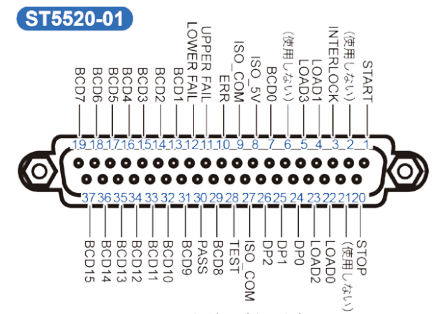 ST5520-01
BCD7
BCD6
BCD5
BCD4
BCD3
BCD2
BCD1
LOWER FAIL
UPPER FAIL
ERR
ISO_COM
ISO_5V
BCD0
(使用しない)
LOAD3
LOAD1
INTERLOCK
(使用しない)
START
19 18 17 16 15 14 13 12 11 10 9 8 7 6 5 4 3 2 1
37 36 35 34 33 32 31 30 29 28 27 26 25 24 23 22 21 20
BCD15
BCD14
BCD13
BCD12
BCD11
BCD10
BCD9
PASS
BCD8
TEST
ISO_COM
DP2
DP1
DP0
LOAD2
LOAD0
(使用しない)
STOP